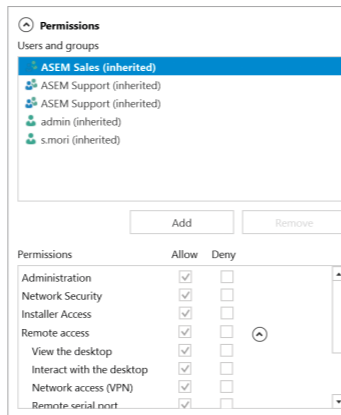 Permissions
Users and groups
ASEM Sales (inherited)
ASEM Support (inherited)
ASEM Support (inherited)
admin (inherited)
s.mori (inherited)
Add Remove
Permissions Allow Deny
Administration
Network Security
Installer Access
Remote access
View the desktop
Interact with the desktop
Network access (VPN)
Remote serial port